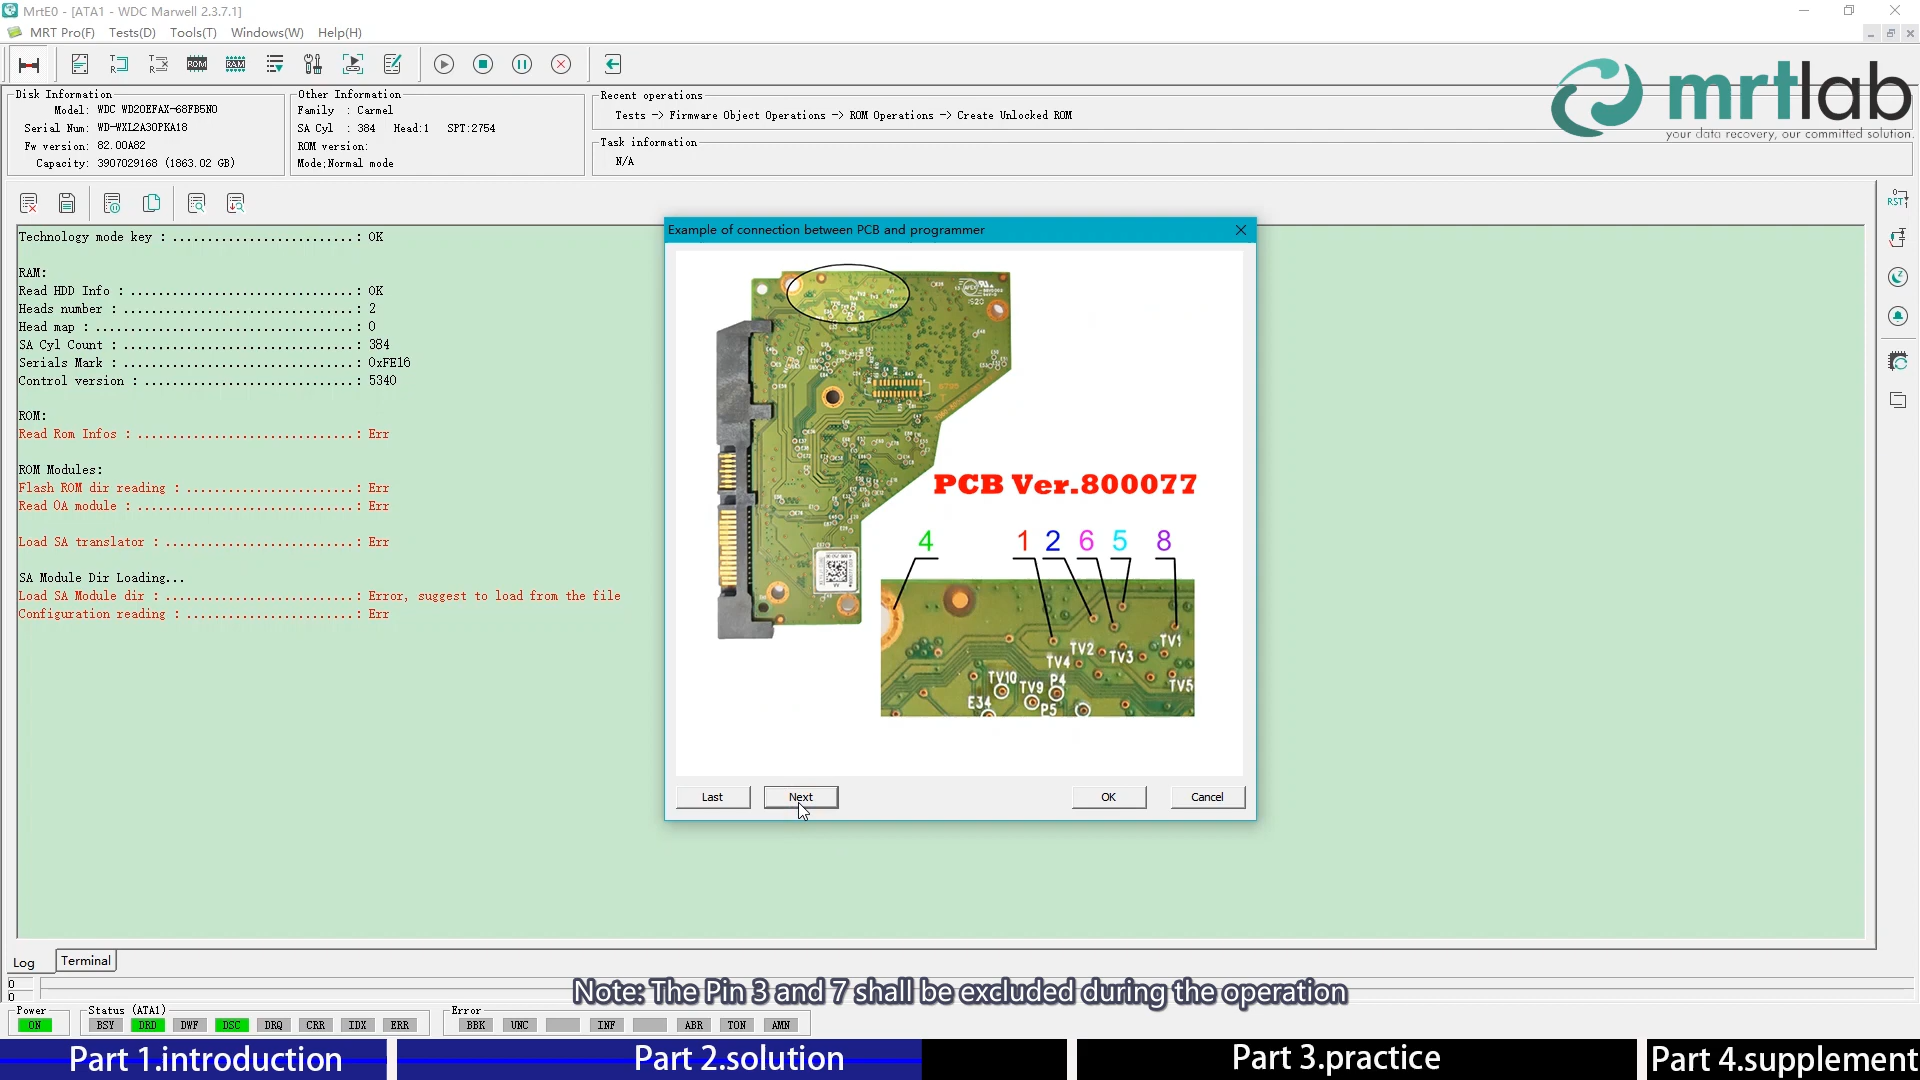 MrtE0 - [ATA1 - WDC Marwell 2.3.7.1]
MRT Pro(F) Tests(D) Tools(T) Windows(W) Help(H)
ROM RAM
mrtlab
your data recovery, our committed solution.
Disk Information
Model: WDC WD20EFAX-68FB5N0
Serial Num: WD-WXL2A30PKA18
Fw version: 82.00A82
Capacity: 3907029168 (1863.02 GB)
Other Information
Family : Carmel
SA Cyl : 384 Head:1 SPT:2754
ROM version:
Mode;Normal mode
Recent operations
Tests -> Firmware Object Operations -> ROM Operations -> Create Unlocked ROM
Task information
N/A
RST
Technology mode key : ..........................: OK
RAM:
Read HDD Info : ................................: OK
Heads number : .................................: 2
Head map : .....................................: 0
SA Cyl Count : .................................: 384
Serials Mark : .................................: 0xFE16
Control version : ..............................: 5340
ROM:
Read Rom Infos : ...............................: Err
ROM Modules:
Flash ROM dir reading : ........................: Err
Read 0A module : ...............................: Err
Load SA translator : ...........................: Err
SA Module Dir Loading...
Load SA Module dir : ...........................: Error, suggest to load from the file
Configuration reading : ........................: Err
Example of connection between PCB and programmer
PCB Ver.800077
4 1 2 6 5 8
TV1
TV2
TV3
TV4
TV5
TV10
TV9
P4
E34
P5
Last Next OK Cancel
Log Terminal
0
0
Note: The Pin 3 and 7 shall be excluded during the operation
Power
ON
Status (ATA1)
BSY DRD DWF DSC DRQ CRR IDX ERR
Error
BBK UNC INF ABR TON AMN
Part 1.introduction Part 2.solution Part 3.practice Part 4.supplement